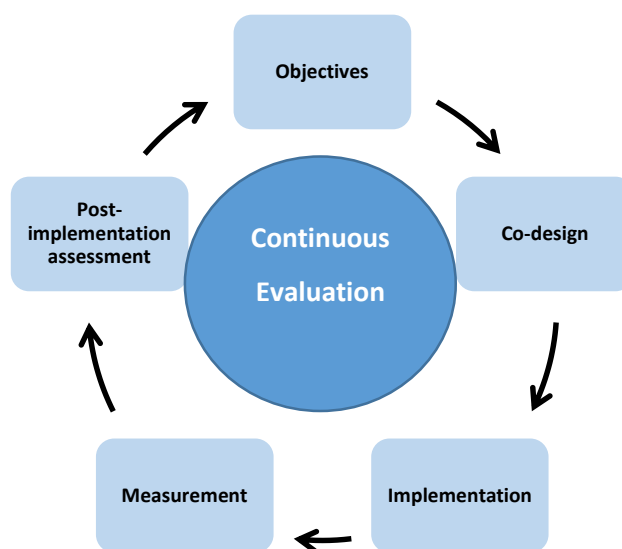 Objectives
Post-
implementation
assessment
Continuous
Evaluation
Co-design
Measurement
Implementation